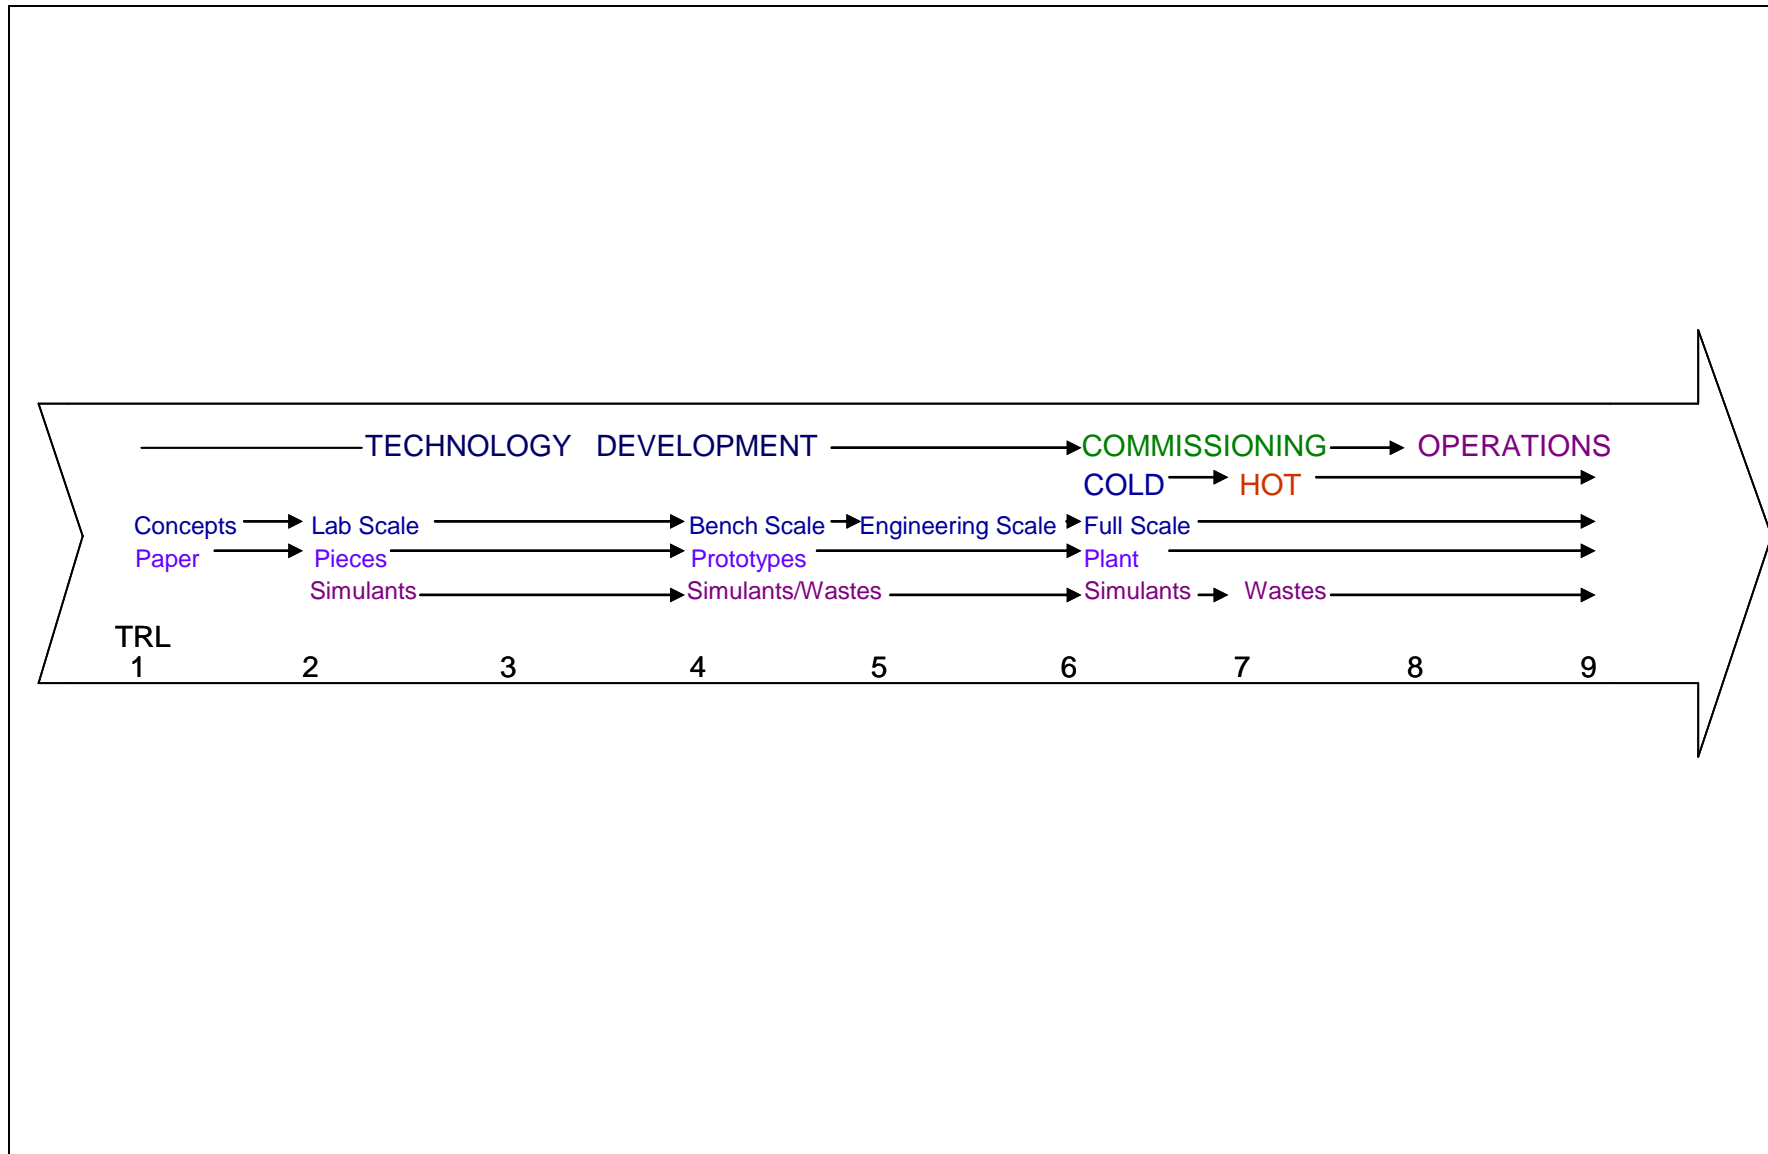 TECHNOLOGY DEVELOPMENT COMMISSIONING OPERATIONS
COLD HOT
Concepts Lab Scale Bench Scale Engineering Scale Full Scale
Paper Pieces Prototypes Plant
Simulants Simulants/Wastes Simulants Wastes
TRL
1 2 3 4 5 6 7 8 9